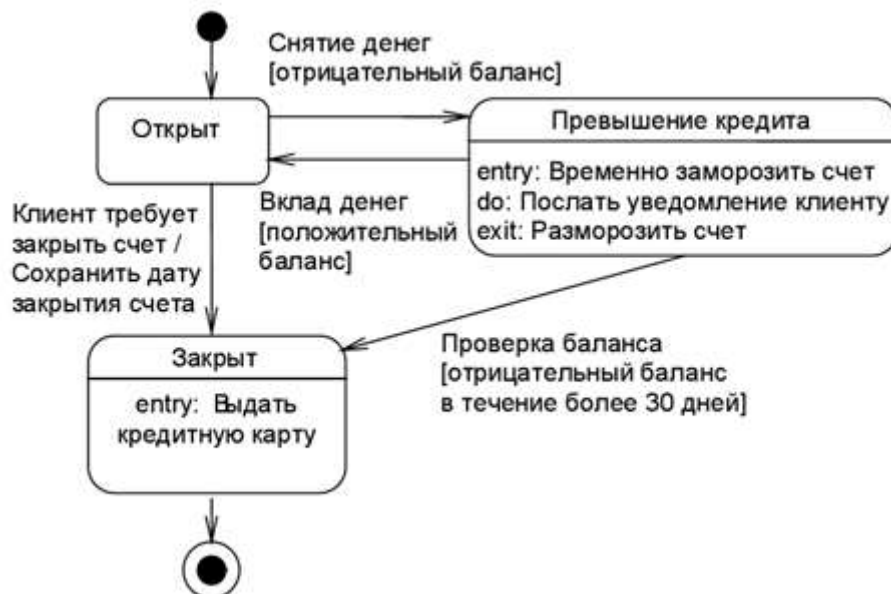 Снятие денег
[отрицательный баланс]
Открыт
Превышение кредита
entry: Временно заморозить счет
do: Послать уведомление клиенту
exit: Разморозить счет
Вклад денег
[положительный
баланс]
Клиент требует
закрыть счет /
Сохранить дату
закрытия счета
Закрыт
entry: Выдать
кредитную карту
Проверка баланса
[отрицательный баланс
в течение более 30 дней]